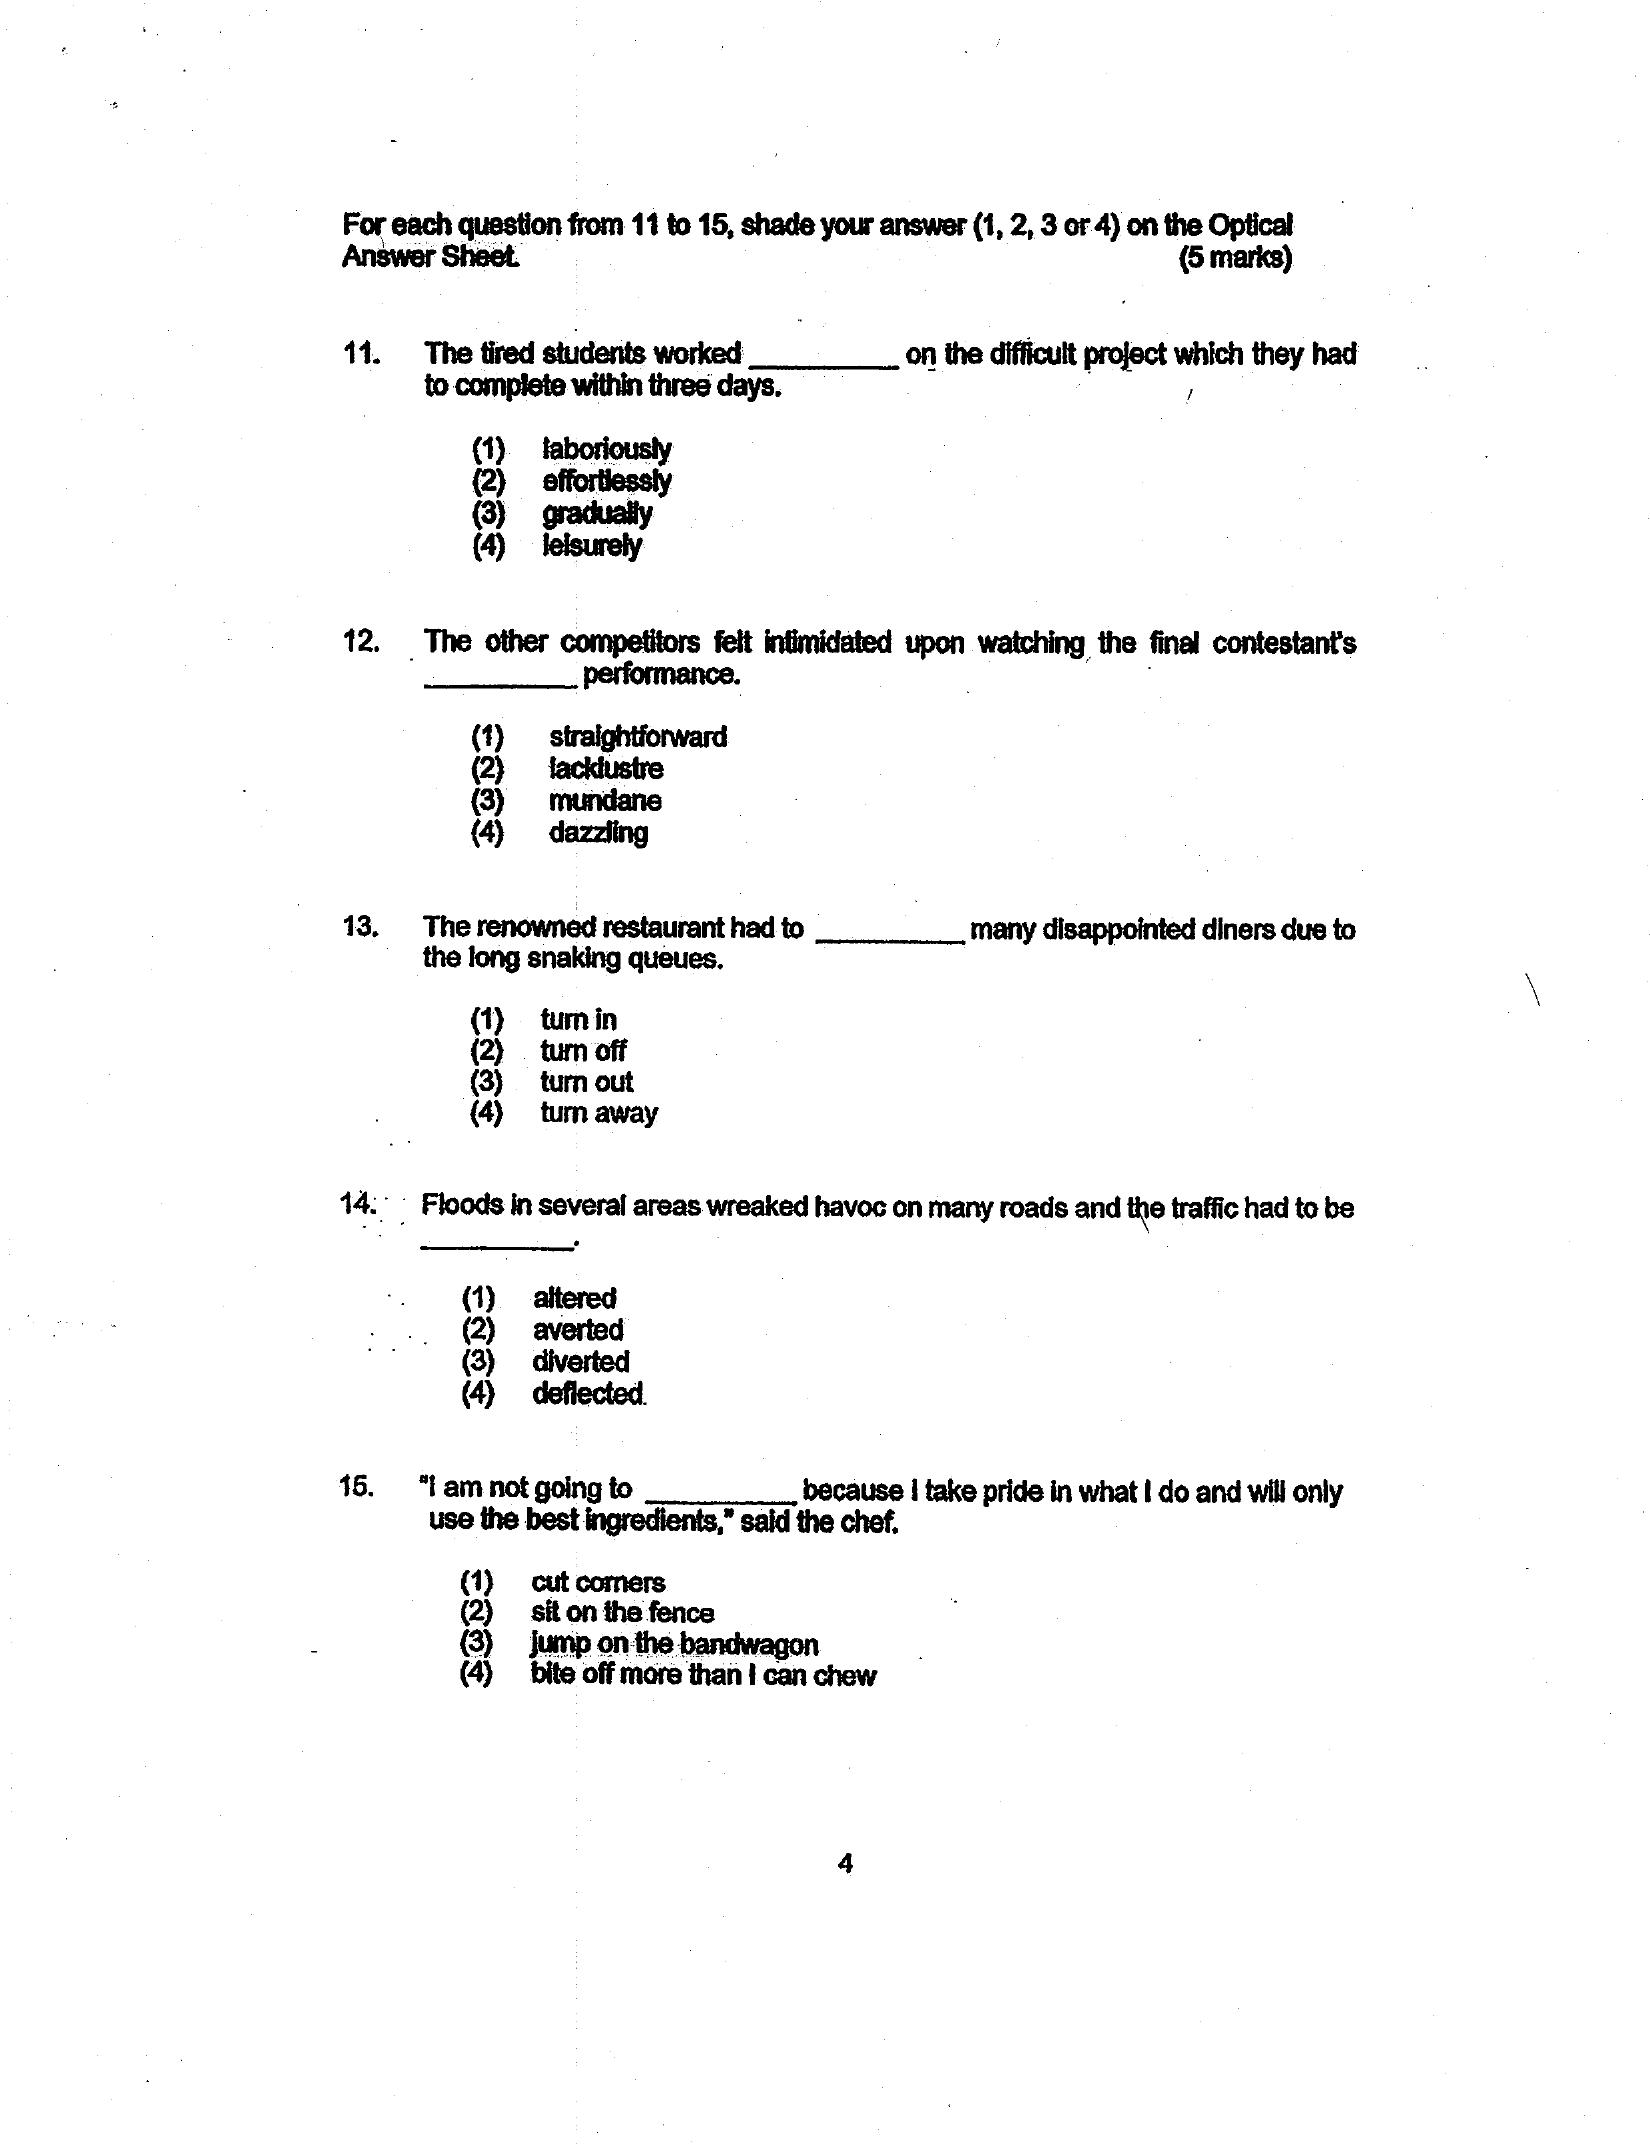 For each question from 11 to 15, shade your answer (1, 2, 3 or 4) on the Optical
Answer Sheet. (5 marks)
11. The tired students worked __________ on the difficult project which they had
to complete within three days.
(1) laboriously
(2) effortlessly
(3) gradually
(4) leisurely
12. The other competitors felt intimidated upon watching the final contestant's
__________ performance.
(1) straightforward
(2) lacklustre
(3) mundane
(4) dazzling
13. The renowned restaurant had to __________ many disappointed diners due to
the long snaking queues.
(1) turn in
(2) turn off
(3) turn out
(4) turn away
14. Floods in several areas wreaked havoc on many roads and the traffic had to be
__________.
(1) altered
(2) averted
(3) diverted
(4) deflected
15. "I am not going to __________ because I take pride in what I do and will only
use the best ingredients," said the chef.
(1) cut corners
(2) sit on the fence
(3) jump on the bandwagon
(4) bite off more than I can chew
4